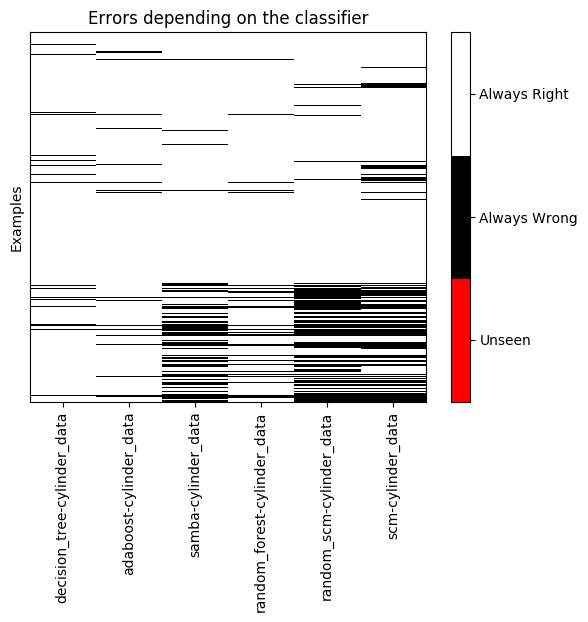 Errors depending on the classifier
Examples
Always Right
Always Wrong
Unseen
decision_tree-cylinder_data
adaboost-cylinder_data
samba-cylinder_data
random_forest-cylinder_data
random_scm-cylinder_data
scm-cylinder_data